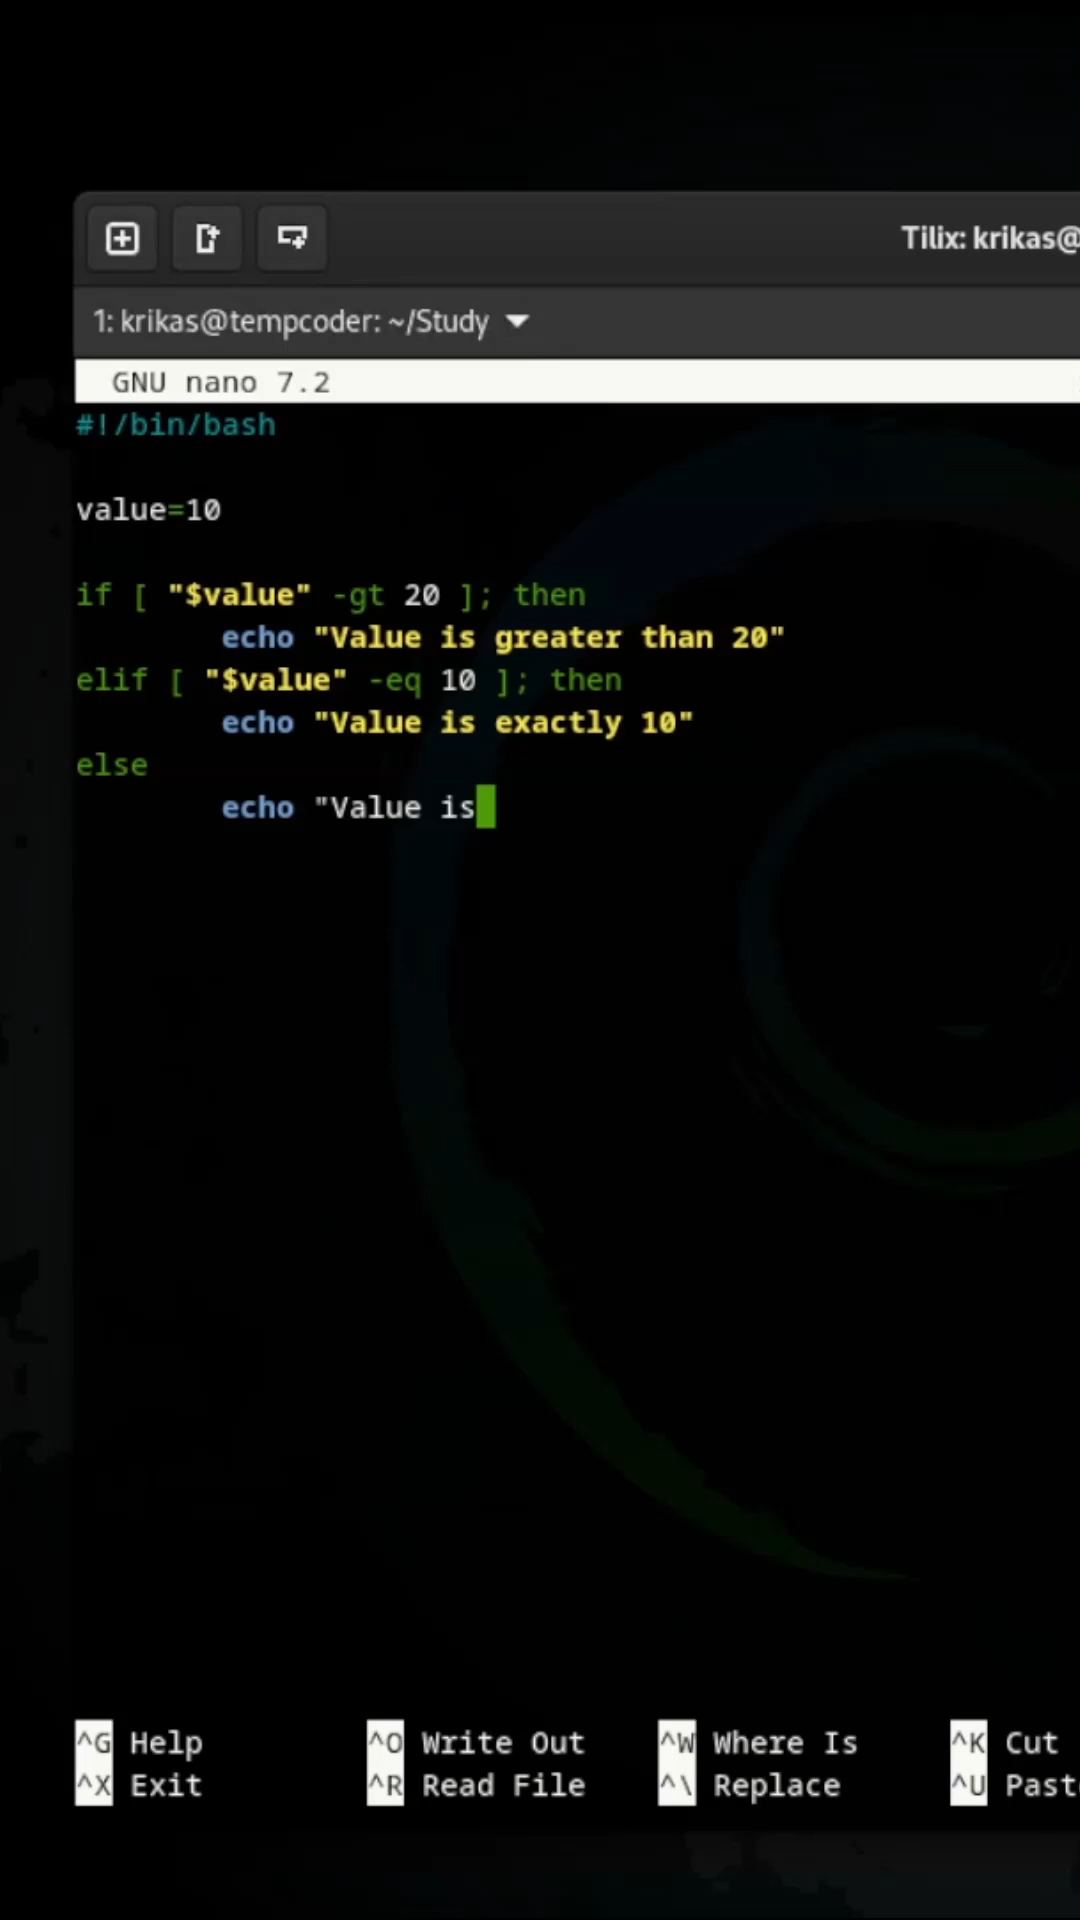 Tilix: krikas@
1: krikas@tempcoder: ~/Study
GNU nano 7.2
#!/bin/bash
value=10
if [ "$value" -gt 20 ]; then
echo "Value is greater than 20"
elif [ "$value" -eq 10 ]; then
echo "Value is exactly 10"
else
echo "Value is
^G Help ^O Write Out ^W Where Is ^K Cut
^X Exit ^R Read File ^\ Replace ^U Past